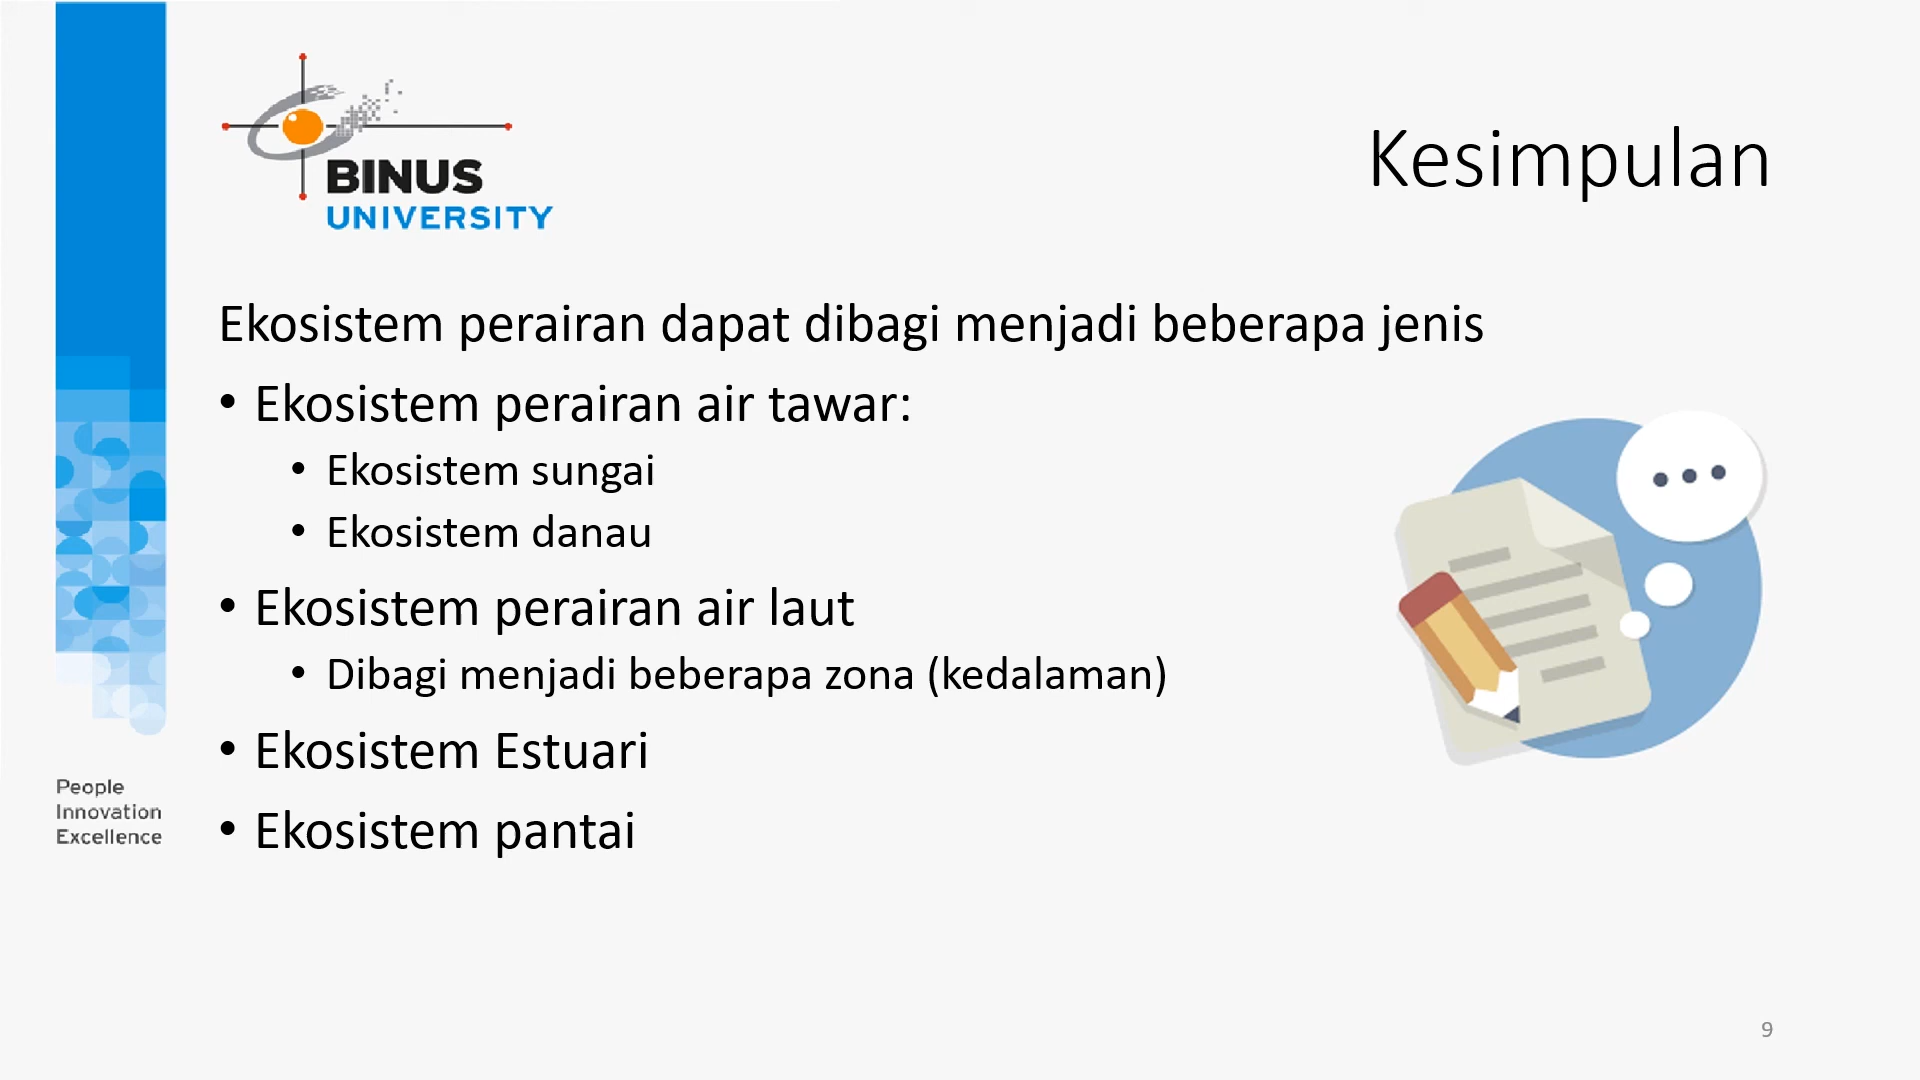 BINUS
UNIVERSITY
Kesimpulan
Ekosistem perairan dapat dibagi menjadi beberapa jenis
• Ekosistem perairan air tawar:
• Ekosistem sungai
• Ekosistem danau
• Ekosistem perairan air laut
• Dibagi menjadi beberapa zona (kedalaman)
• Ekosistem Estuari
• Ekosistem pantai
People
Innovation
Excellence
9